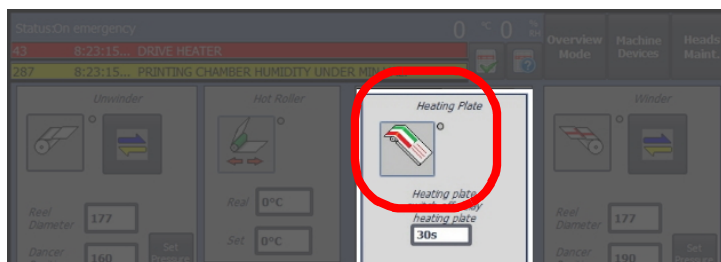 Status:On emergency
0 °C 0 % RH
Overview Mode
Machine Devices
Heads Maint.
43 8:23:15... DRIVE HEATER
287 8:23:15... PRINTING CHAMBER HUMIDITY UNDER
Unwinder
Hot Roller
Heating Plate
Winder
Reel Diameter 177
Real 0°C
Heating plate
heating plate
30s
Reel Diameter 177
Set 0°C
Dancer 160
Set
Dancer 190
Set